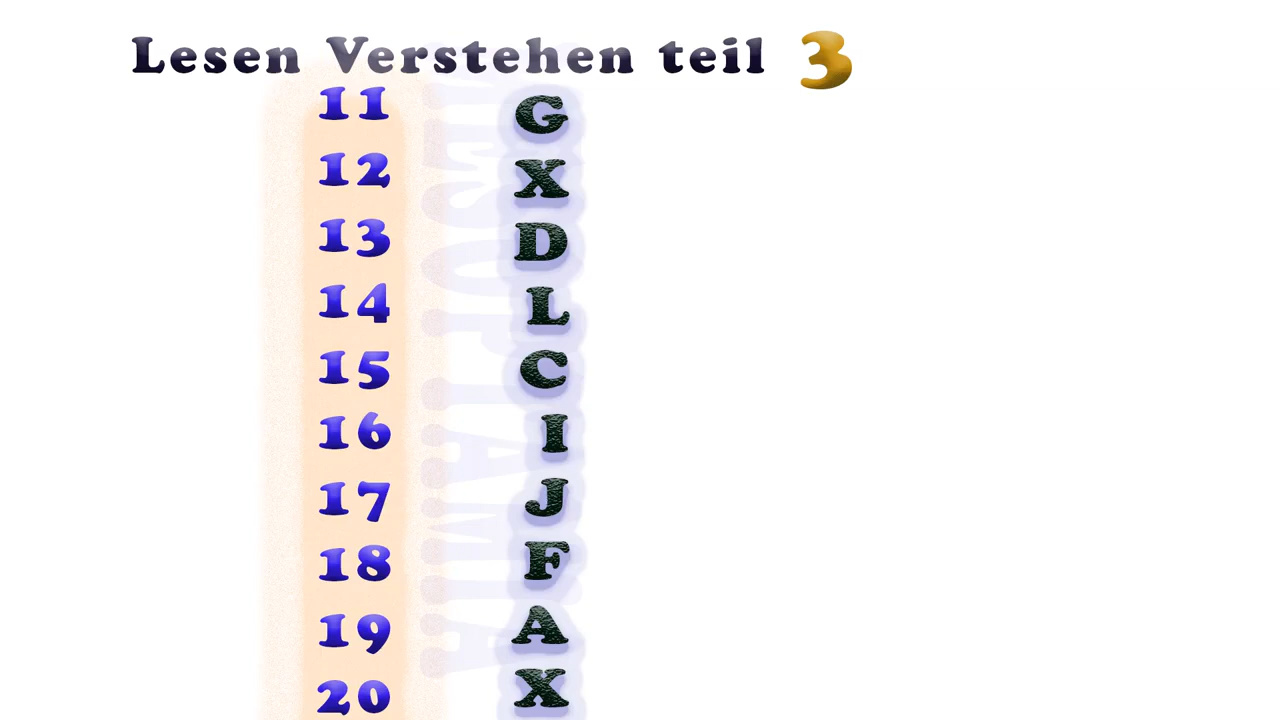 Lesen Verstehen teil 3
11 G
12 X
13 D
14 L
15 C
16 I
17 J
18 F
19 A
20 X